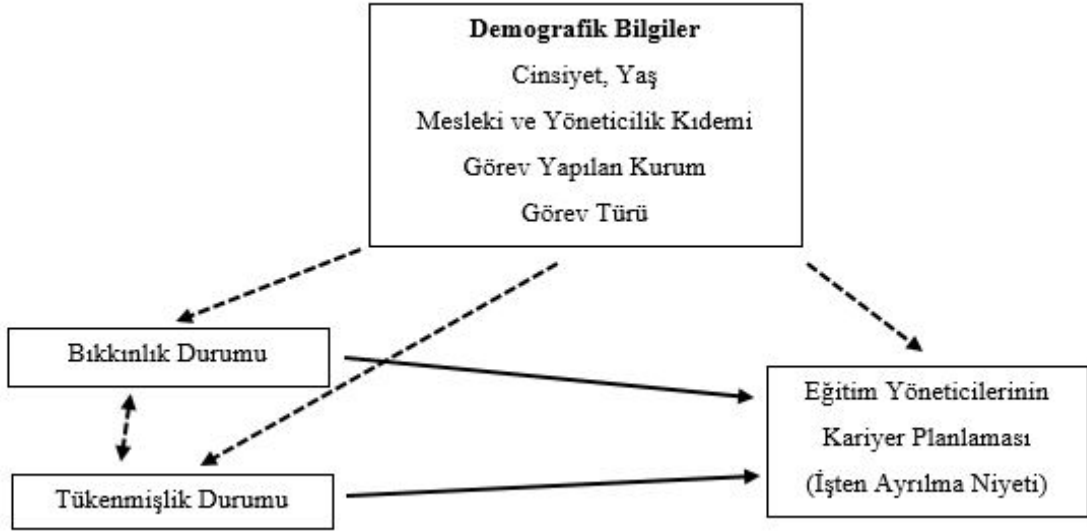 Demografik Bilgiler
Cinsiyet, Yaş
Mesleki ve Yöneticilik Kıdemi
Görev Yapılan Kurum
Görev Türü
Bıkkınlık Durumu
Eğitim Yöneticilerinin
Kariyer Planlaması
(İşten Ayrılma Niyeti)
Tükenmişlik Durumu